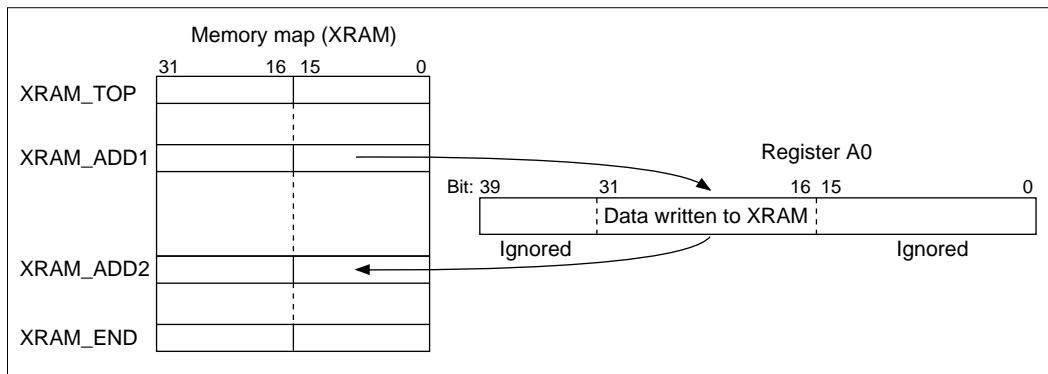 Memory map (XRAM)
31 16 15 0
XRAM_TOP
XRAM_ADD1
Register A0
Bit: 39 31 16 15 0
Data written to XRAM
Ignored Ignored
XRAM_ADD2
XRAM_END